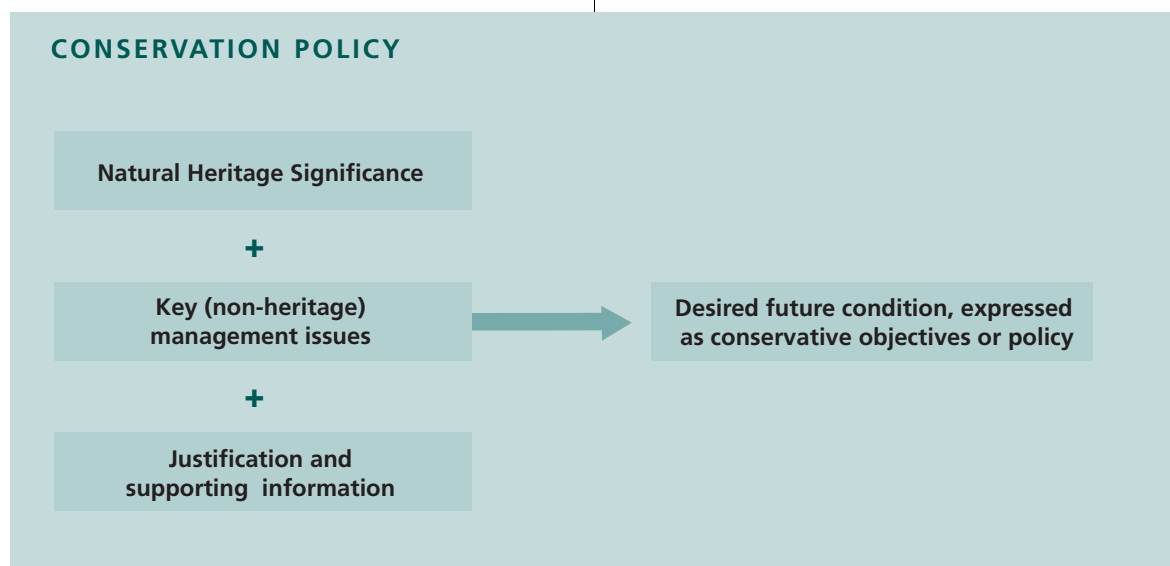 CONSERVATION POLICY
Natural Heritage Significance
+
Key (non-heritage)
management issues
Desired future condition, expressed
as conservative objectives or policy
+
Justification and
supporting information